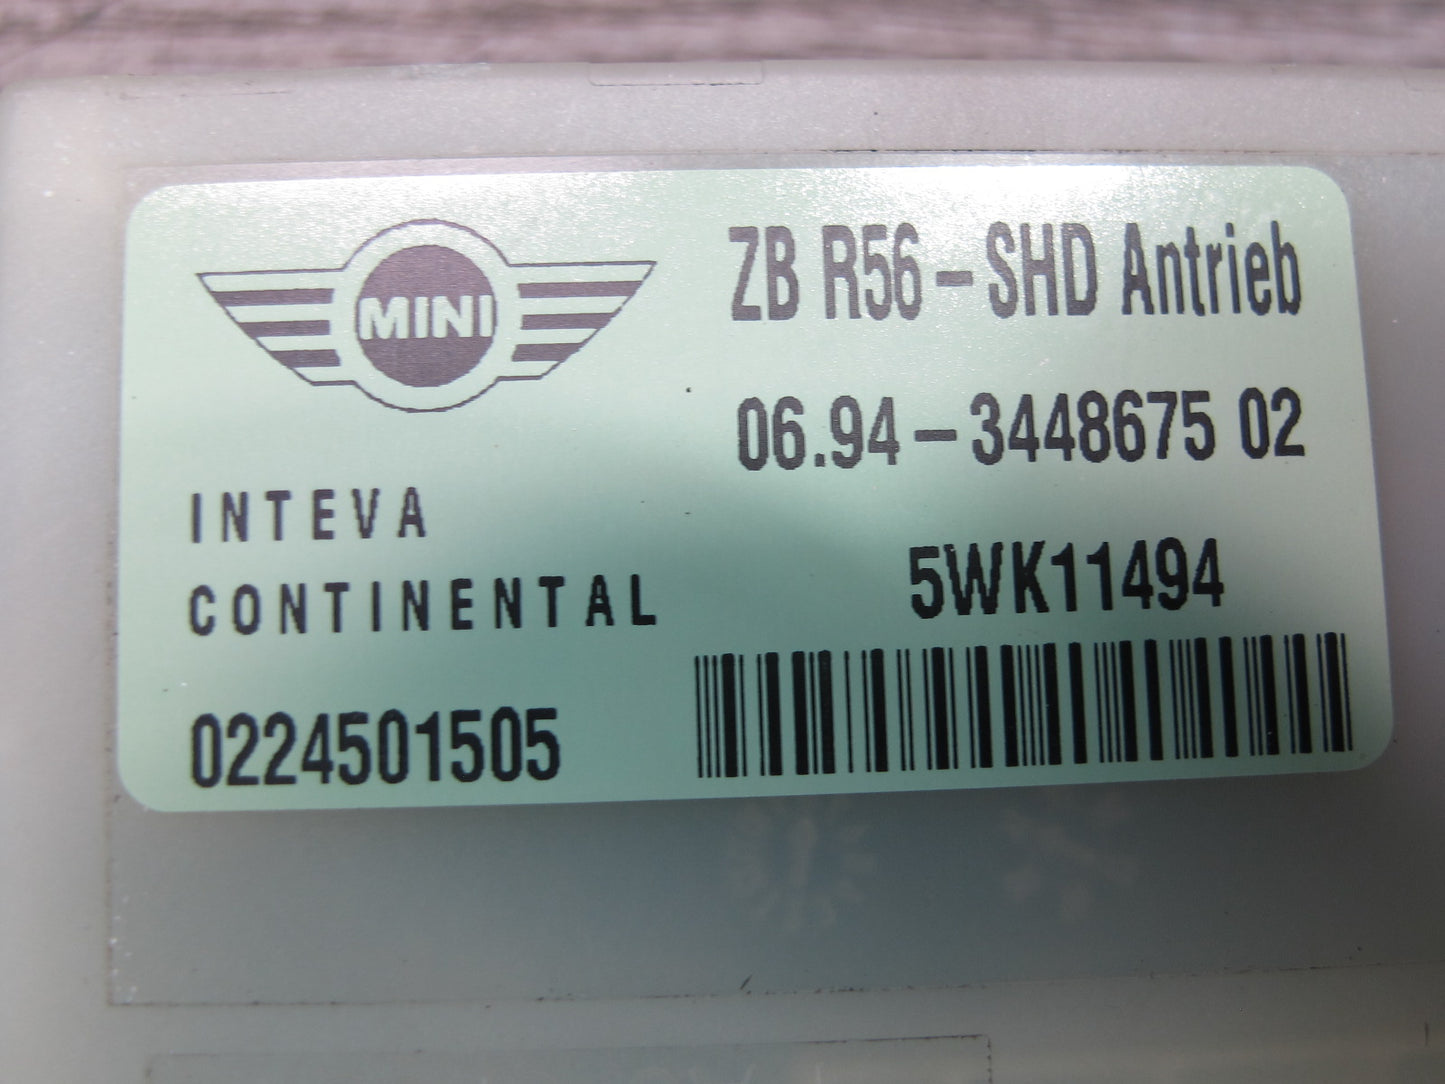 MINI
ZB R56-SHD Antrieb
06.94-3448675 02
INTEVA
5WK11494
CONTINENTAL
0224501505